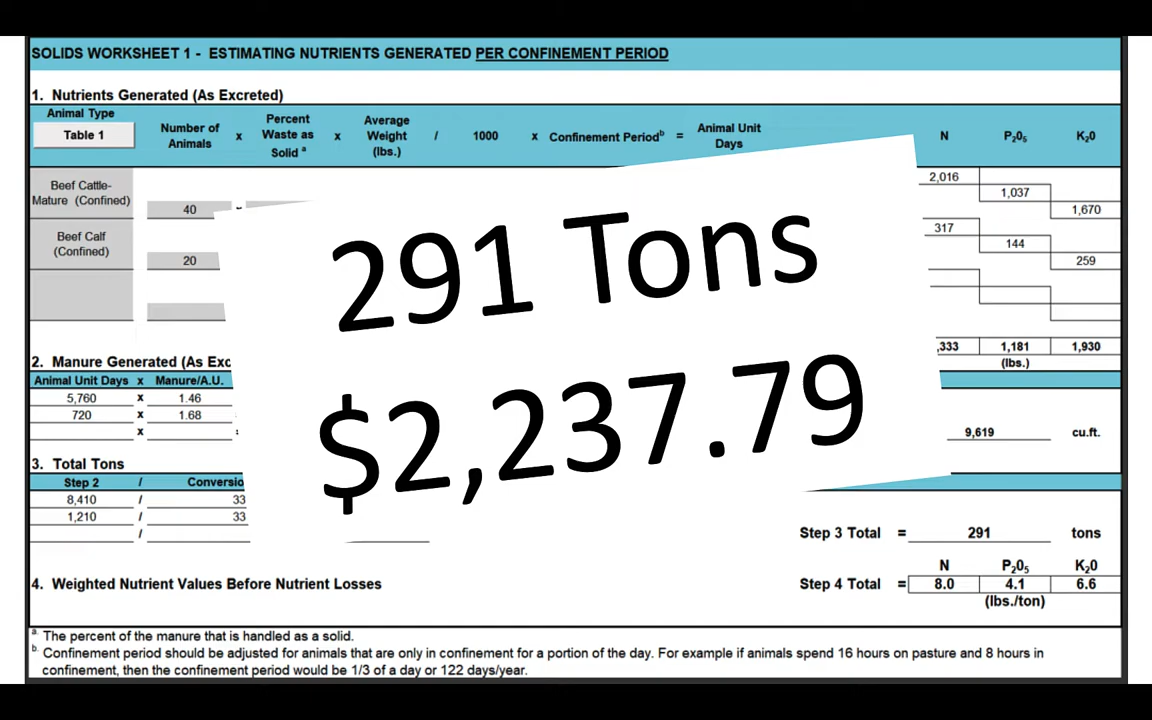 SOLIDS WORKSHEET 1 - ESTIMATING NUTRIENTS GENERATED PER CONFINEMENT PERIOD
1. Nutrients Generated (As Excreted)
Animal Type
Table 1
Number of Animals x Percent Waste as Solid a x Average Weight (lbs.) / 1000 x Confinement Period b = Animal Unit Days N P205 K20
Beef Cattle-
Mature (Confined)
40
2,016
1,037
1,670
Beef Calf
(Confined)
20
317
144
259
291 Tons
$2,237.79
,333 1,181 1,930
(lbs.)
2. Manure Generated (As Exc
Animal Unit Days x Manure/A.U.
5,760 x 1.46
720 x 1.68
x
9,619 cu.ft.
3. Total Tons
Step 2 / Conversio
8,410 / 33
1,210 / 33
/
Step 3 Total = 291 tons
N P205 K20
4. Weighted Nutrient Values Before Nutrient Losses Step 4 Total = 8.0 4.1 6.6
(lbs./ton)
a. The percent of the manure that is handled as a solid.
b. Confinement period should be adjusted for animals that are only in confinement for a portion of the day. For example if animals spend 16 hours on pasture and 8 hours in
confinement, then the confinement period would be 1/3 of a day or 122 days/year.